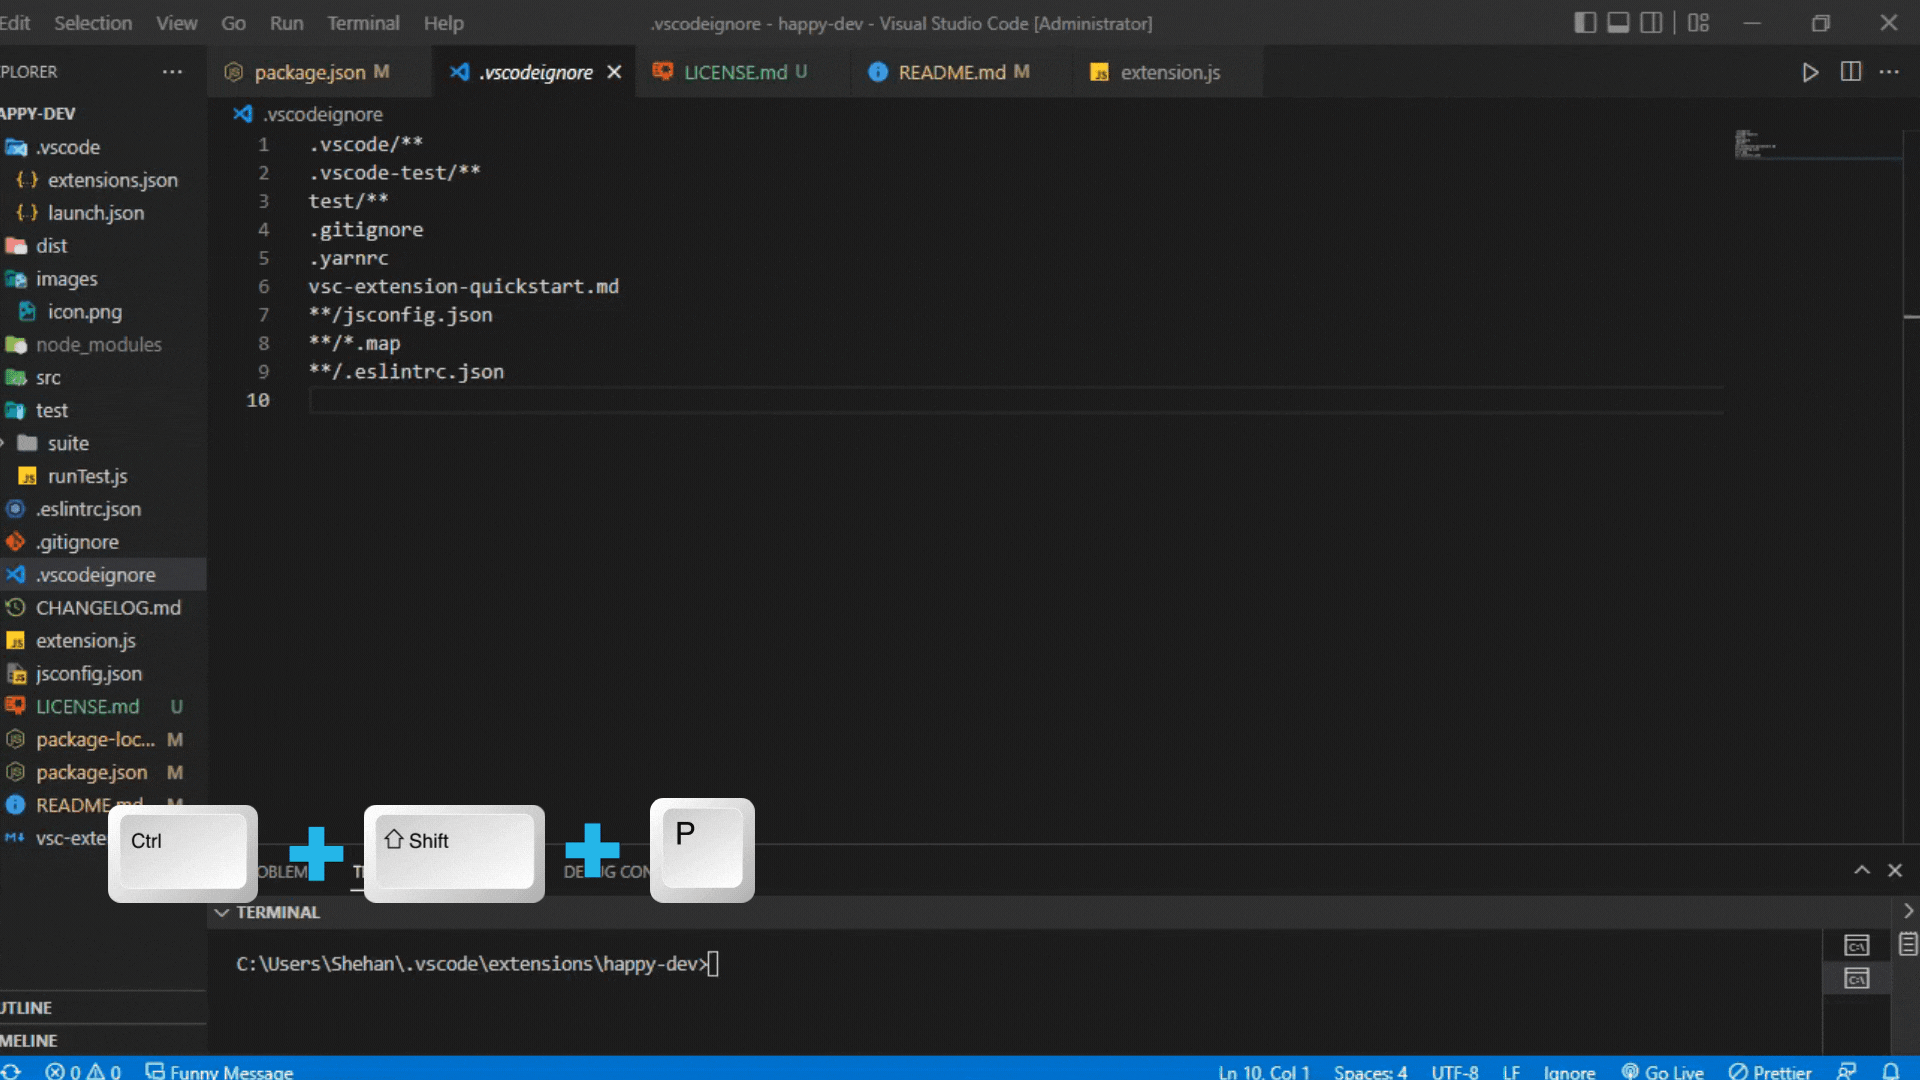 Edit Selection View Go Run Terminal Help .vscodeignore - happy-dev - Visual Studio Code [Administrator]
PLORER
package.json M .vscodeignore LICENSE.md U README.md M extension.js
APPY-DEV
.vscode
extensions.json
launch.json
dist
images
icon.png
node_modules
src
test
suite
runTest.js
.eslintrc.json
.gitignore
.vscodeignore
CHANGELOG.md
extension.js
jsconfig.json
LICENSE.md U
package-loc... M
package.json M
README.md M
vsc-exte
.vscodeignore
1 .vscode/**
2 .vscode-test/**
3 test/**
4 .gitignore
5 .yarnrc
6 vsc-extension-quickstart.md
7 **/jsconfig.json
8 **/*.map
9 **/.eslintrc.json
10
Ctrl
Shift
P
OBLEM T DEBUG CON
TERMINAL
C:\Users\Shehan\.vscode\extensions\happy-dev>
UTLINE
MELINE
0 0 Funny Message Ln 10, Col 1 Spaces: 4 UTF-8 LF Ignore Go Live Prettier